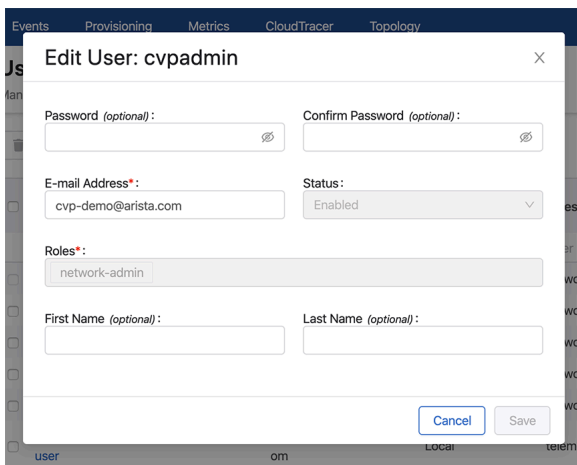 Events Provisioning Metrics CloudTracer Topology
Edit User: cvpadmin
Password (optional) : Confirm Password (optional) :
E-mail Address* : Status :
cvp-demo@arista.com Enabled
Roles* :
network-admin
First Name (optional) : Last Name (optional) :
Cancel Save
Local
user om